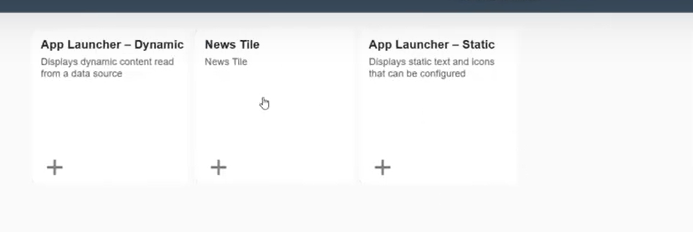 App Launcher – Dynamic
Displays dynamic content read
from a data source
News Tile
News Tile
App Launcher – Static
Displays static text and icons
that can be configured